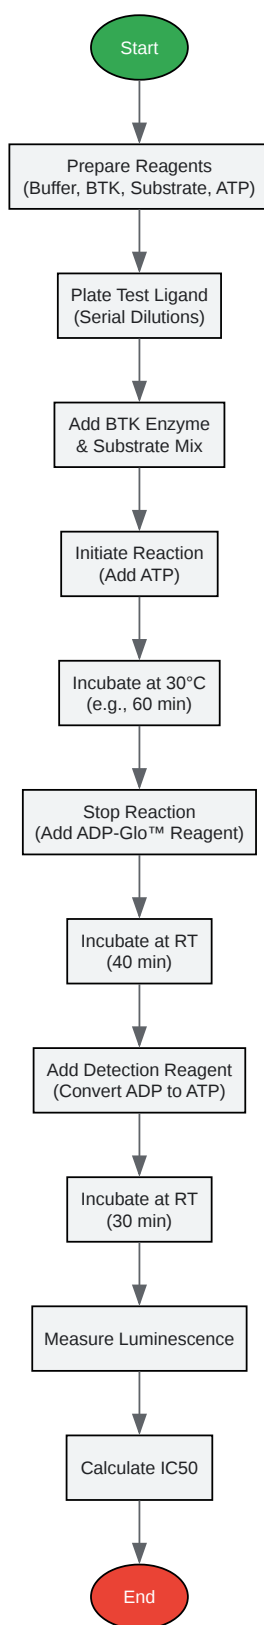 Start
Prepare Reagents
(Buffer, BTK, Substrate, ATP)
Plate Test Ligand
(Serial Dilutions)
Add BTK Enzyme
& Substrate Mix
Initiate Reaction
(Add ATP)
Incubate at 30°C
(e.g., 60 min)
Stop Reaction
(Add ADP-Glo™ Reagent)
Incubate at RT
(40 min)
Add Detection Reagent
(Convert ADP to ATP)
Incubate at RT
(30 min)
Measure Luminescence
Calculate IC50
End